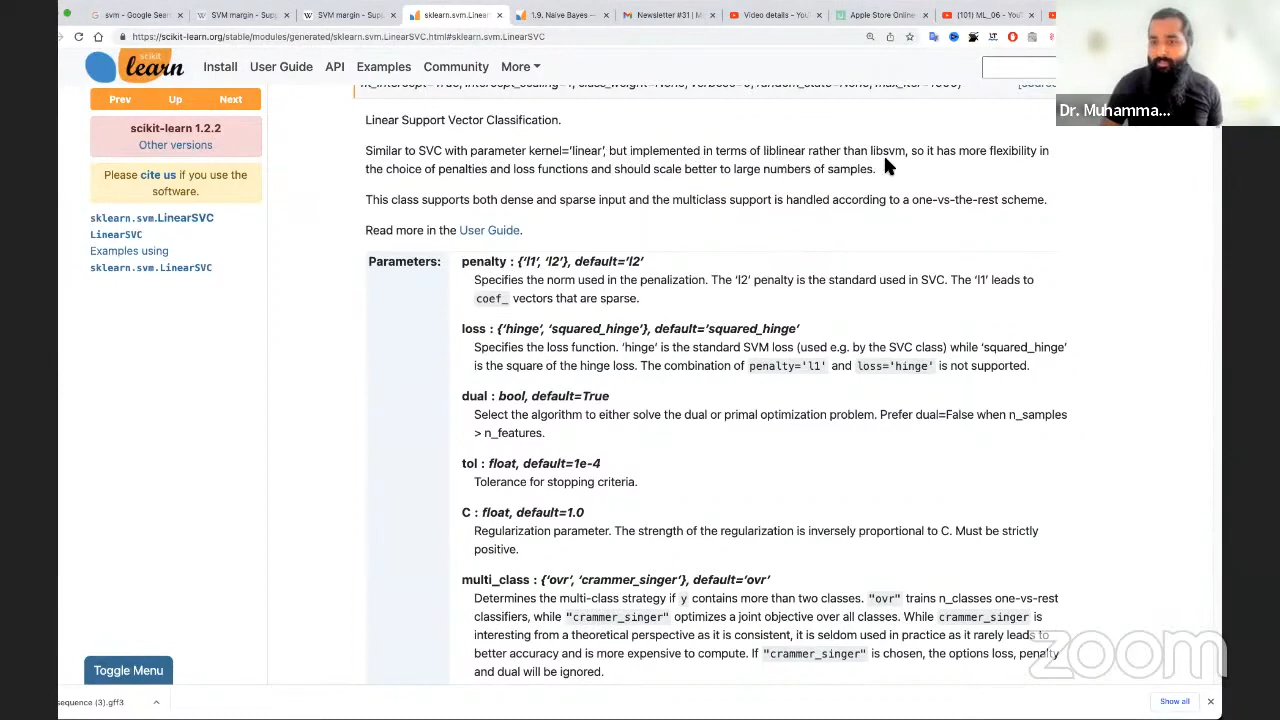 svm - Google Sear
SVM margin - Supp
SVM margin - Sup
sklearn.svm.Linear
1.9. Naive Bayes —
Newsletter #31 | M
Video details - You
Apple Store Online
(101) ML_06 - YouT
https://scikit-learn.org/stable/modules/generated/sklearn.svm.LinearSVC.html#sklearn.svm.LinearSVC
scikit
learn
Install
User Guide
API
Examples
Community
More
Prev
Up
Next
scikit-learn 1.2.2
Other versions
Please cite us if you use the
software.
sklearn.svm.LinearSVC
LinearSVC
Examples using
sklearn.svm.LinearSVC
Toggle Menu
Linear Support Vector Classification.
Similar to SVC with parameter kernel='linear', but implemented in terms of liblinear rather than libsvm, so it has more flexibility in
the choice of penalties and loss functions and should scale better to large numbers of samples.
This class supports both dense and sparse input and the multiclass support is handled according to a one-vs-the-rest scheme.
Read more in the User Guide.
Parameters:
penalty : {'l1', 'l2'}, default='l2'
Specifies the norm used in the penalization. The 'l2' penalty is the standard used in SVC. The 'l1' leads to
coef_ vectors that are sparse.
loss : {'hinge', 'squared_hinge'}, default='squared_hinge'
Specifies the loss function. 'hinge' is the standard SVM loss (used e.g. by the SVC class) while 'squared_hinge'
is the square of the hinge loss. The combination of penalty='l1' and loss='hinge' is not supported.
dual : bool, default=True
Select the algorithm to either solve the dual or primal optimization problem. Prefer dual=False when n_samples
> n_features.
tol : float, default=1e-4
Tolerance for stopping criteria.
C : float, default=1.0
Regularization parameter. The strength of the regularization is inversely proportional to C. Must be strictly
positive.
multi_class : {'ovr', 'crammer_singer'}, default='ovr'
Determines the multi-class strategy if y contains more than two classes. "ovr" trains n_classes one-vs-rest
classifiers, while "crammer_singer" optimizes a joint objective over all classes. While crammer_singer is
interesting from a theoretical perspective as it is consistent, it is seldom used in practice as it rarely leads to
better accuracy and is more expensive to compute. If "crammer_singer" is chosen, the options loss, penalty
and dual will be ignored.
Dr. Muhamma...
zoom
sequence (3).gff3
Show all